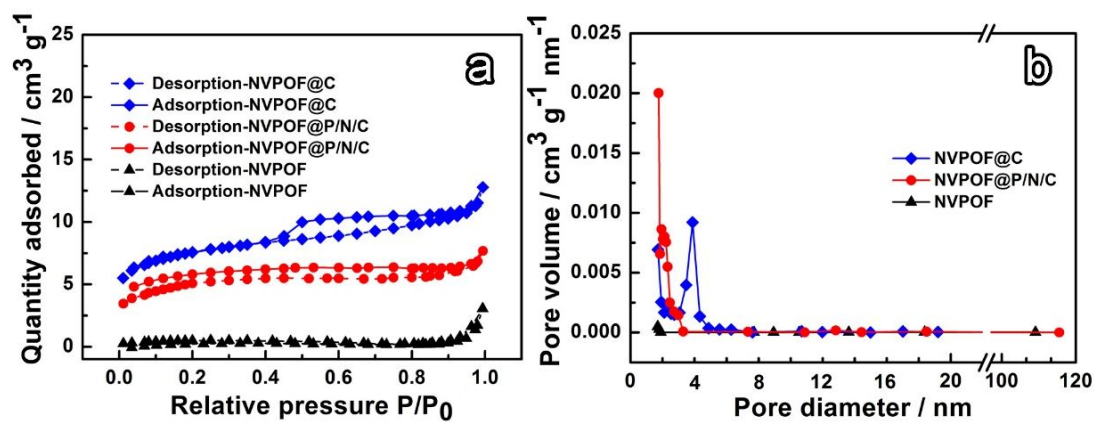 a
Quantity adsorbed / cm³ g⁻¹
25
20
15
10
5
0
Desorption-NVPOF@C
Adsorption-NVPOF@C
Desorption-NVPOF@P/N/C
Adsorption-NVPOF@P/N/C
Desorption-NVPOF
Adsorption-NVPOF
0.0 0.2 0.4 0.6 0.8 1.0
Relative pressure P/P₀
b
Pore volume / cm³ g⁻¹ nm⁻¹
0.025
0.020
0.015
0.010
0.005
0.000
NVPOF@C
NVPOF@P/N/C
NVPOF
0 4 8 12 16 20 100 120
Pore diameter / nm